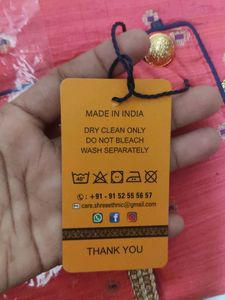 MADE IN INDIA
DRY CLEAN ONLY
DO NOT BLEACH
WASH SEPARATELY
: +91 - 91 52 55 56 57
: care.shreeethnic@gmail.com
THANK YOU